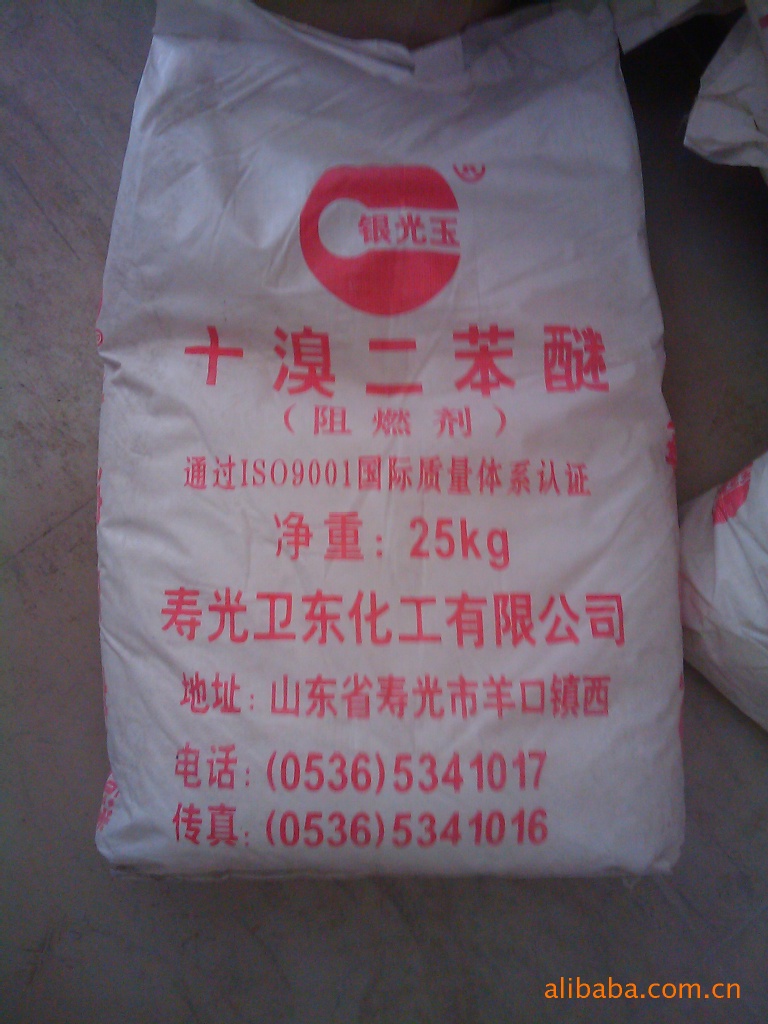 银光玉
十溴二苯醚
（阻燃剂）
通过ISO9001国际质量体系认证
净重：25kg
寿光卫东化工有限公司
地址：山东省寿光市羊口镇西
电话：(0536)5341017
传真：(0536)5341016
alibaba.com.cn